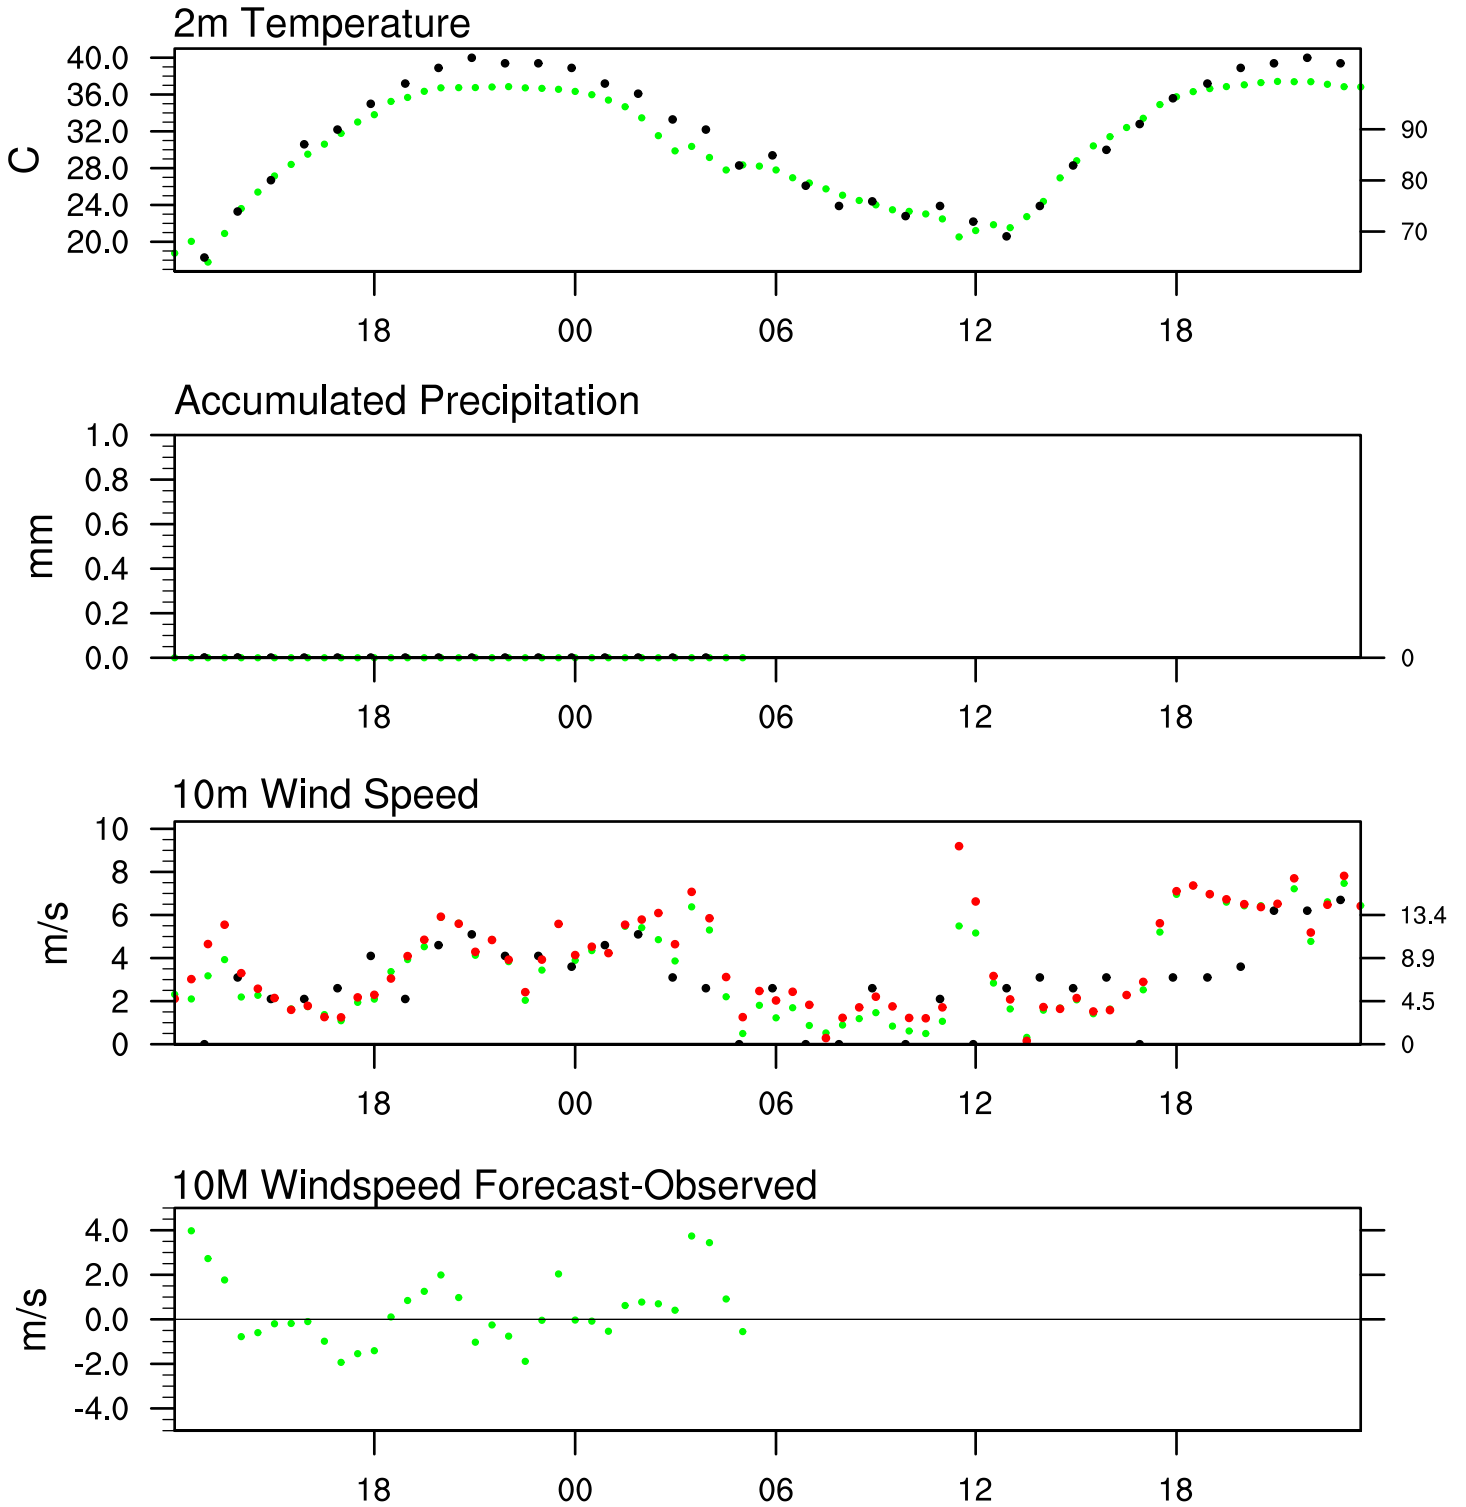 2m Temperature
40.0
36.0
32.0
28.0
24.0
20.0
C
90
80
70
18 00 06 12 18
Accumulated Precipitation
1.0
0.8
0.6
0.4
0.2
0.0
mm
0
18 00 06 12 18
10m Wind Speed
10
8
6
4
2
0
m/s
13.4
8.9
4.5
0
18 00 06 12 18
10M Windspeed Forecast-Observed
4.0
2.0
0.0
-2.0
-4.0
m/s
18 00 06 12 18